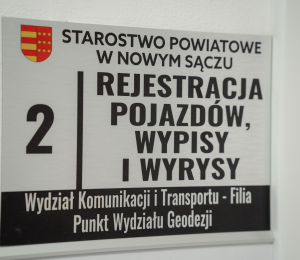 STAROSTWO POWIATOWE
W NOWYM SĄCZU
2
REJESTRACJA
POJAZDÓW,
WYPISY
I WYRYSY
Wydział Komunikacji i Transportu - Filia
Punkt Wydziału Geodezji